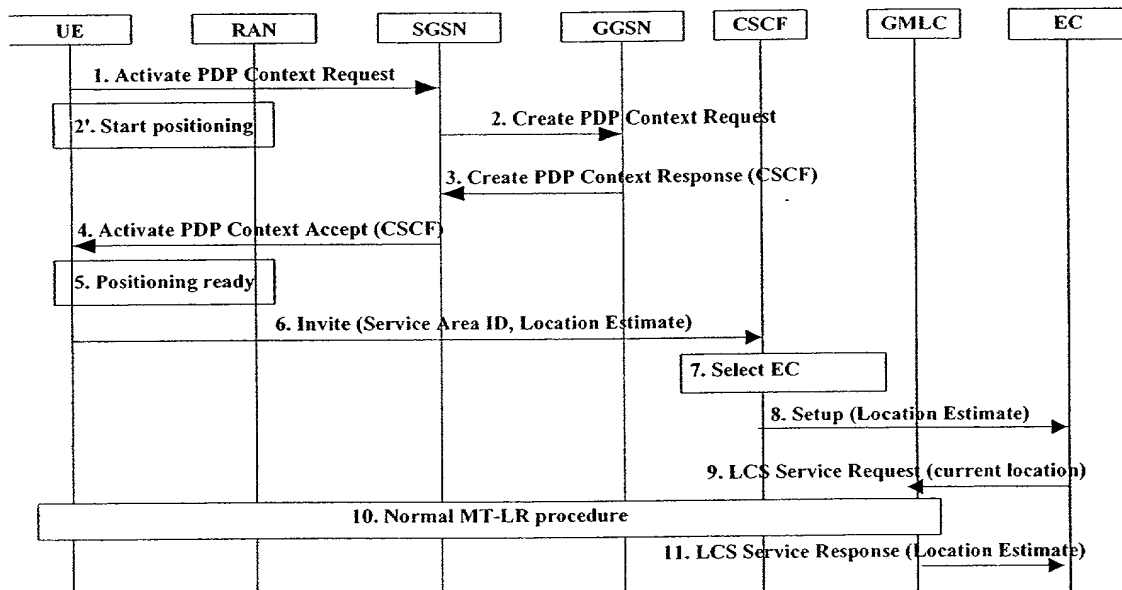 UE RAN SGSN GGSN CSCF GMLC EC
1. Activate PDP Context Request
2'. Start positioning
2. Create PDP Context Request
3. Create PDP Context Response (CSCF)
4. Activate PDP Context Accept (CSCF)
5. Positioning ready
6. Invite (Service Area ID, Location Estimate)
7. Select EC
8. Setup (Location Estimate)
9. LCS Service Request (current location)
10. Normal MT-LR procedure
11. LCS Service Response (Location Estimate)